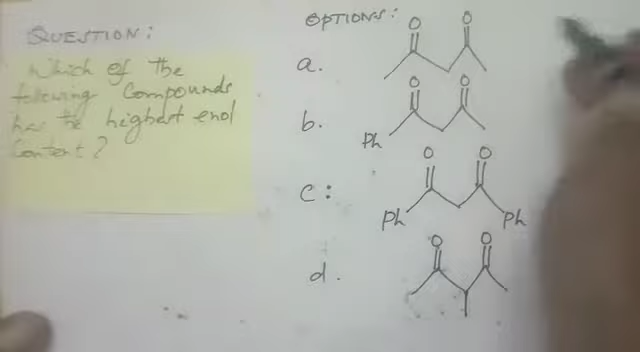 QUESTION:
Which of the
following Compounds
has the highest enol
Content?
OPTIONS:
a.
O O
b.
O O
Ph
c:
O O
Ph Ph
d.
O O